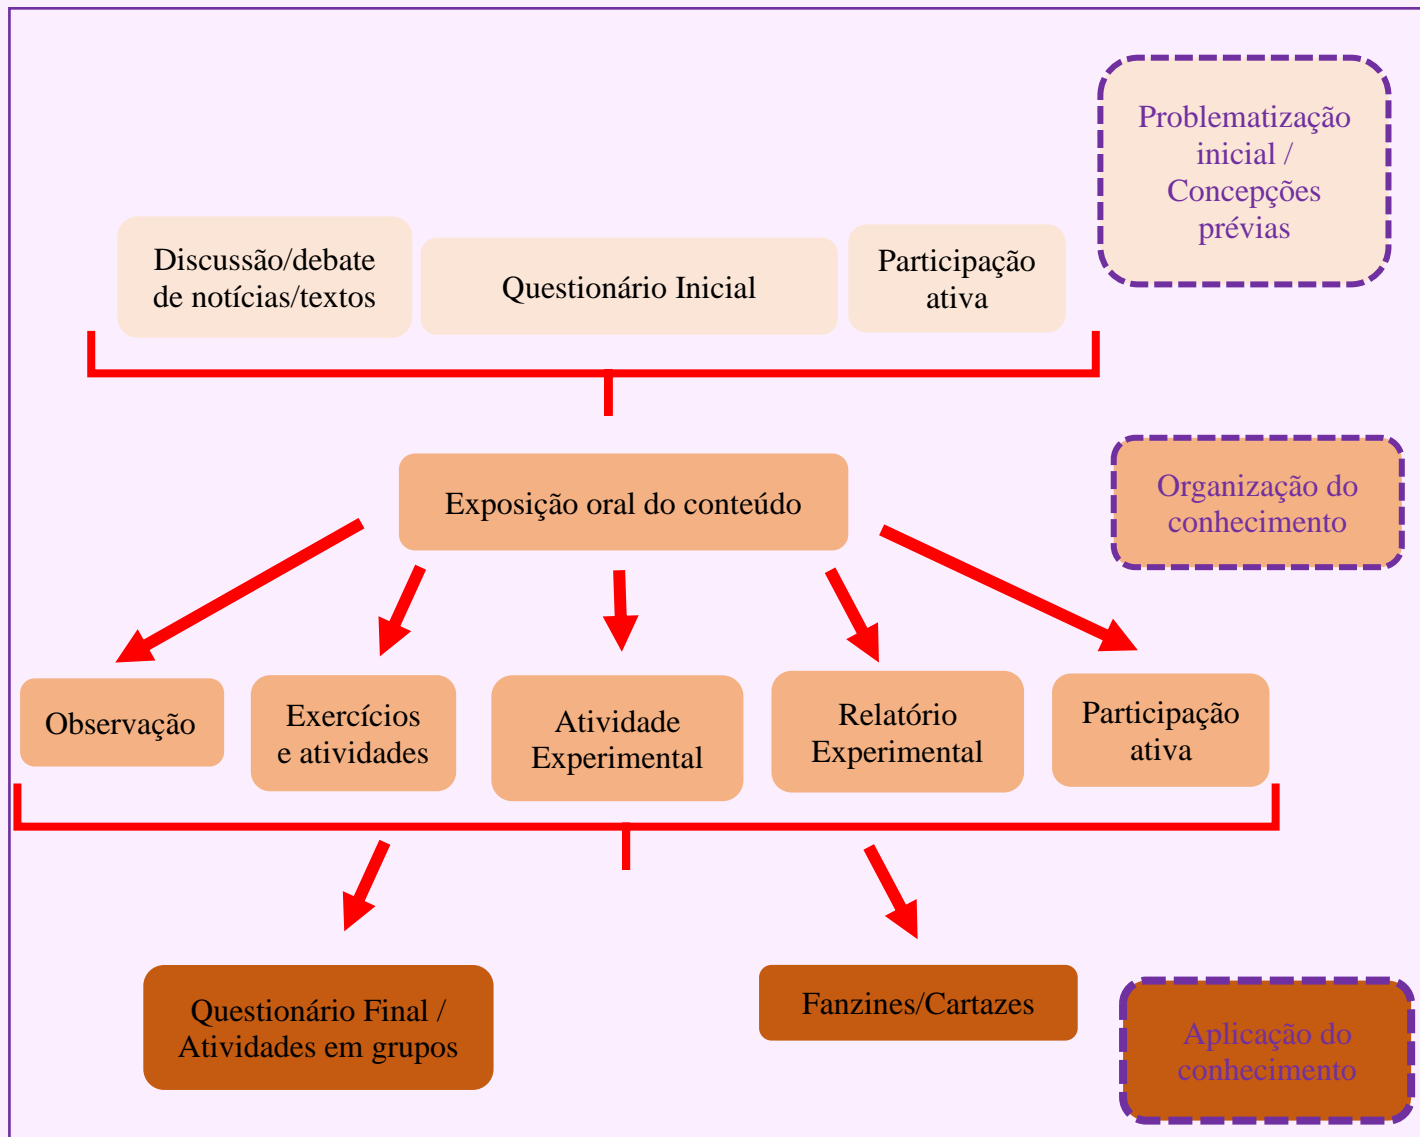 Problematização
inicial /
Concepções
prévias
Discussão/debate
de notícias/textos
Questionário Inicial
Participação
ativa
Exposição oral do conteúdo
Organização do
conhecimento
Observação
Exercícios
e atividades
Atividade
Experimental
Relatório
Experimental
Participação
ativa
Questionário Final /
Atividades em grupos
Fanzines/Cartazes
Aplicação do
conhecimento